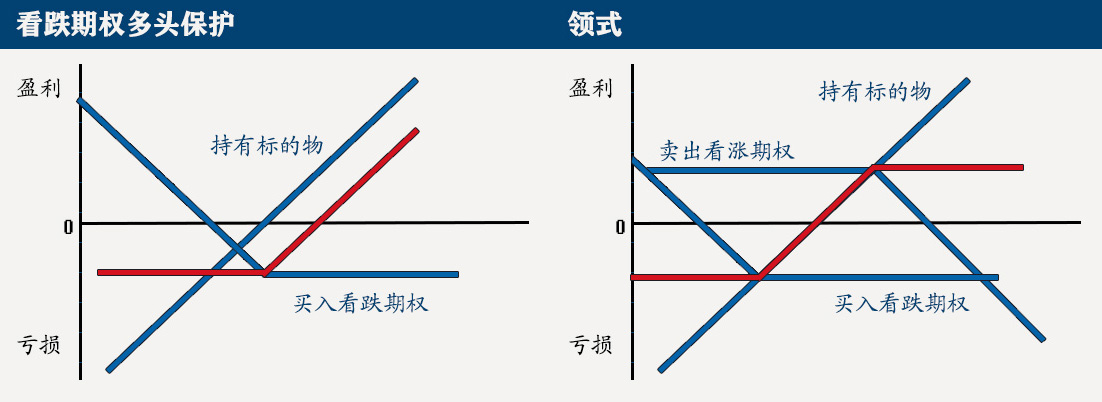 看跌期权多头保护
盈利
持有标的物
0
买入看跌期权
亏损
领式
盈利
持有标的物
卖出看涨期权
0
买入看跌期权
亏损